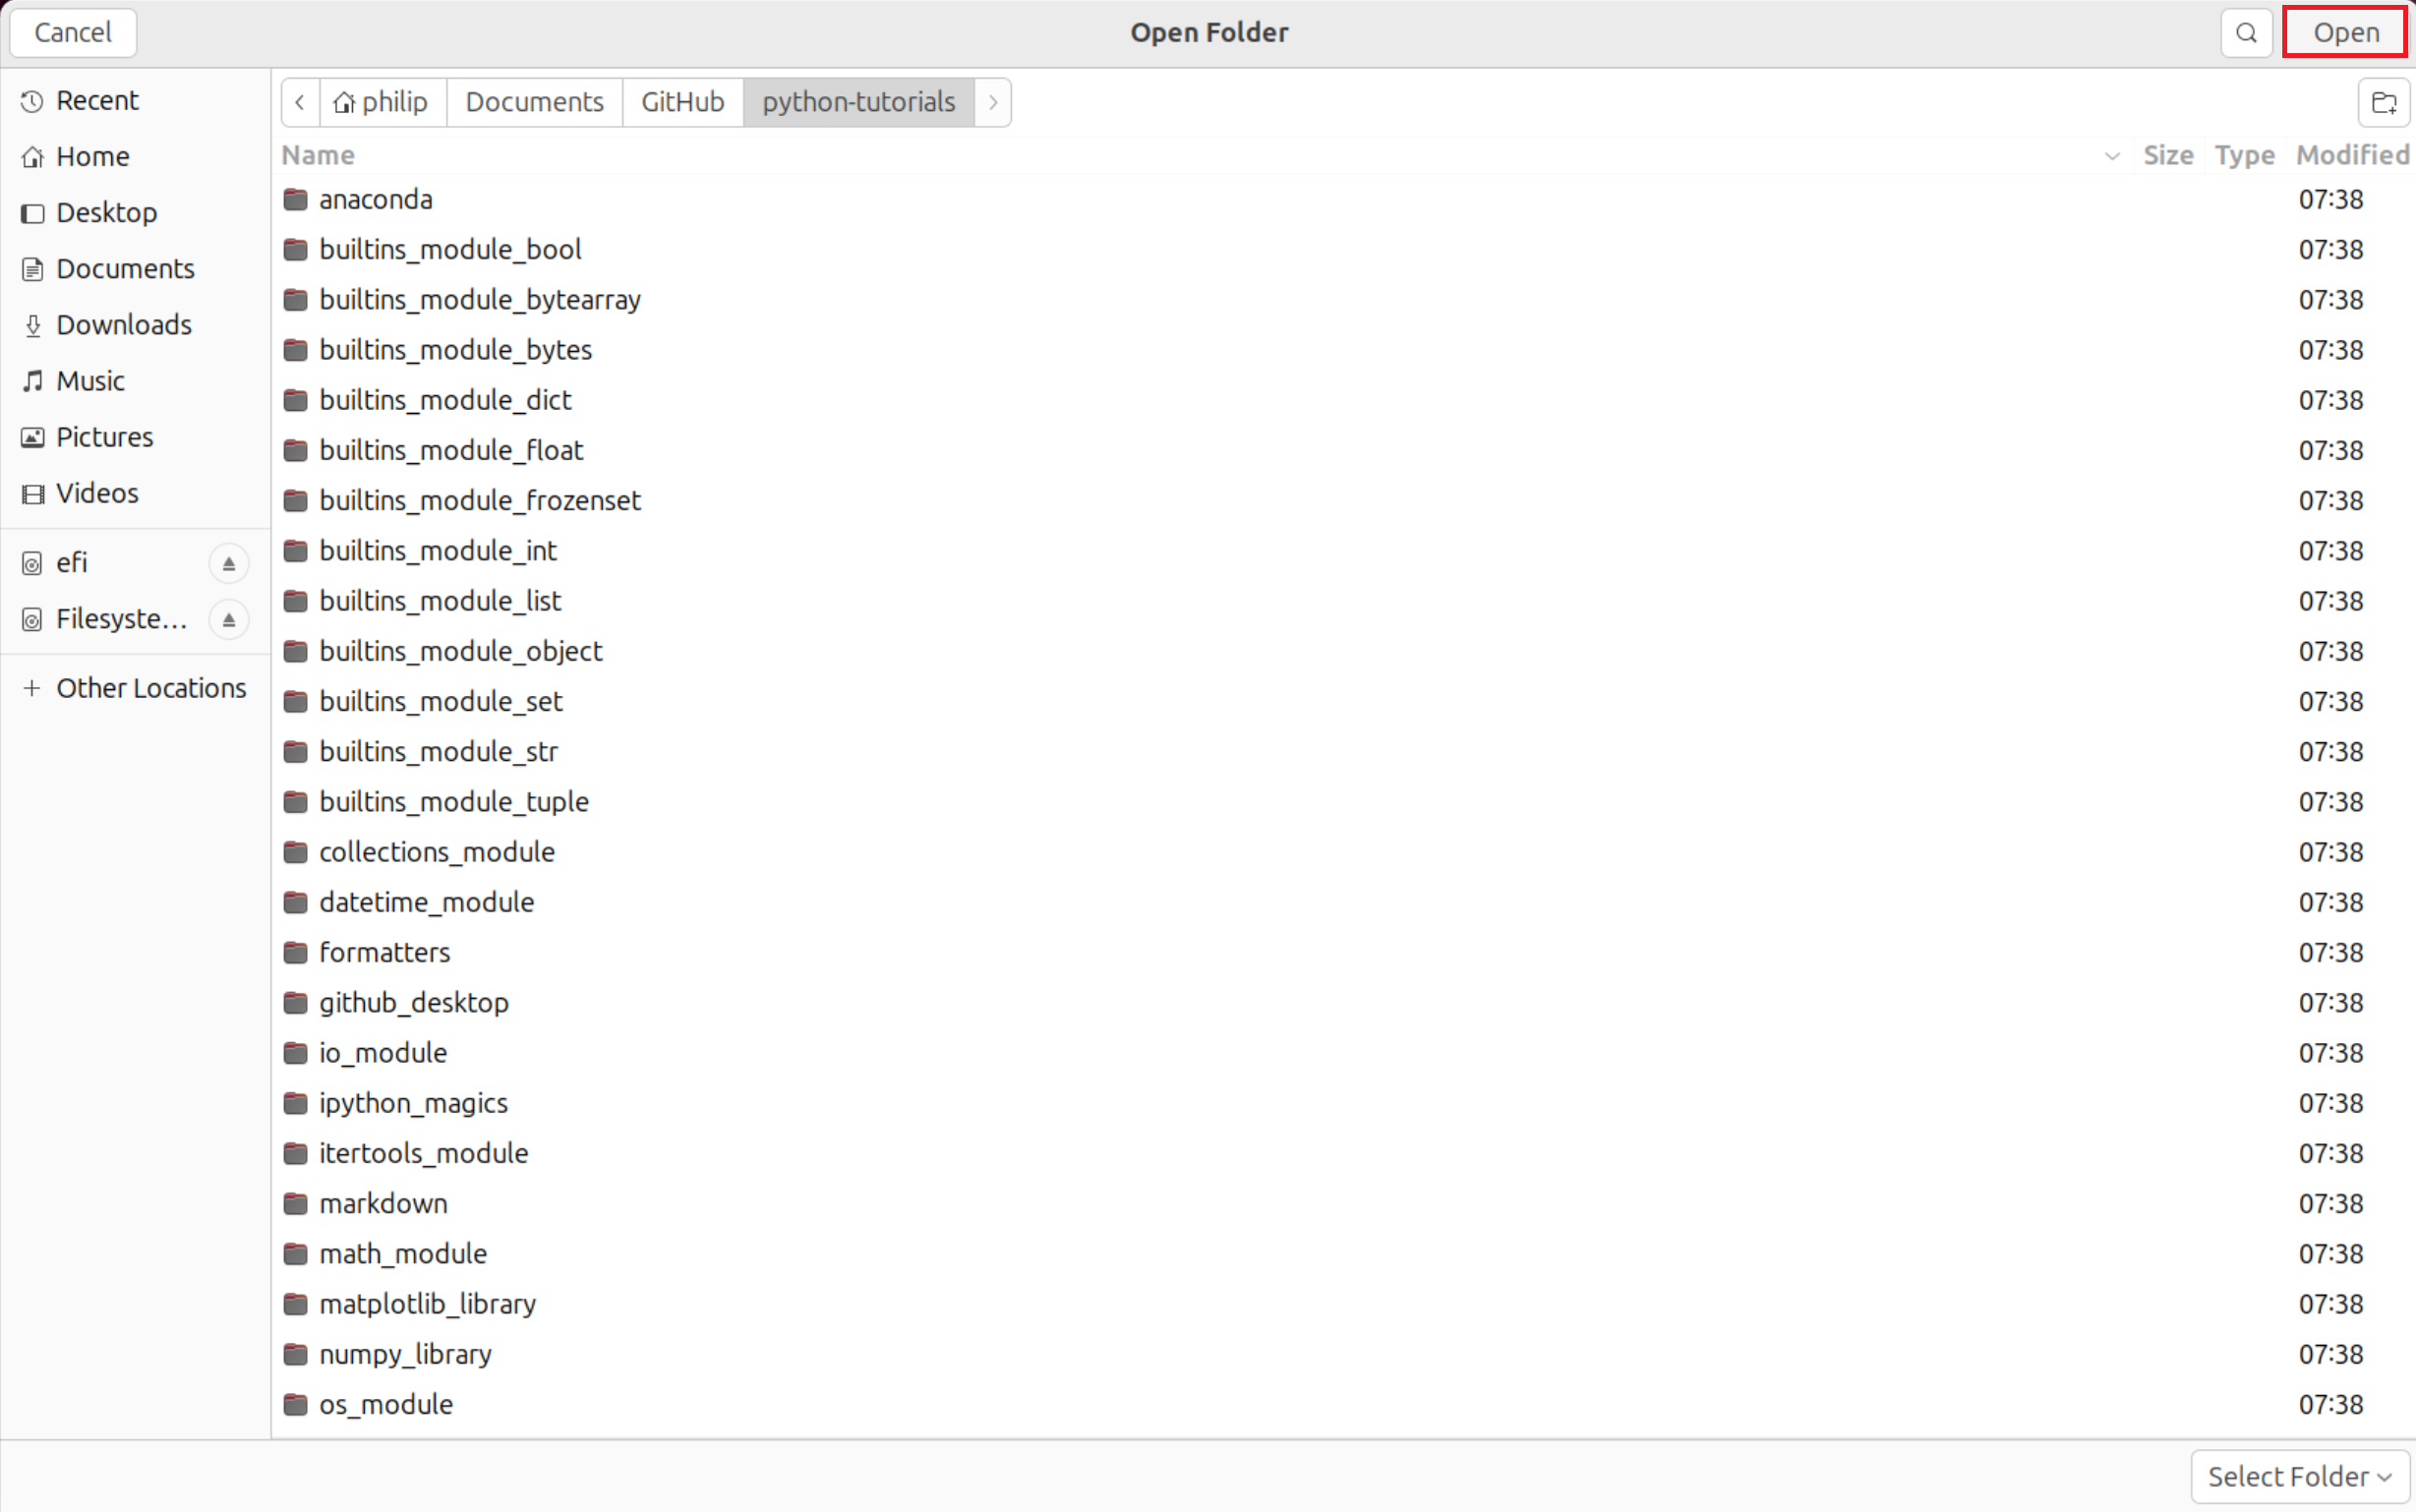 Cancel Open Folder Open
Recent
Home
Desktop
Documents
Downloads
Music
Pictures
Videos
efi
Filesyste...
Other Locations
philip Documents GitHub python-tutorials
Name Size Type Modified
anaconda 07:38
builtins_module_bool 07:38
builtins_module_bytearray 07:38
builtins_module_bytes 07:38
builtins_module_dict 07:38
builtins_module_float 07:38
builtins_module_frozenset 07:38
builtins_module_int 07:38
builtins_module_list 07:38
builtins_module_object 07:38
builtins_module_set 07:38
builtins_module_str 07:38
builtins_module_tuple 07:38
collections_module 07:38
datetime_module 07:38
formatters 07:38
github_desktop 07:38
io_module 07:38
ipython_magics 07:38
itertools_module 07:38
markdown 07:38
math_module 07:38
matplotlib_library 07:38
numpy_library 07:38
os_module 07:38
Select Folder